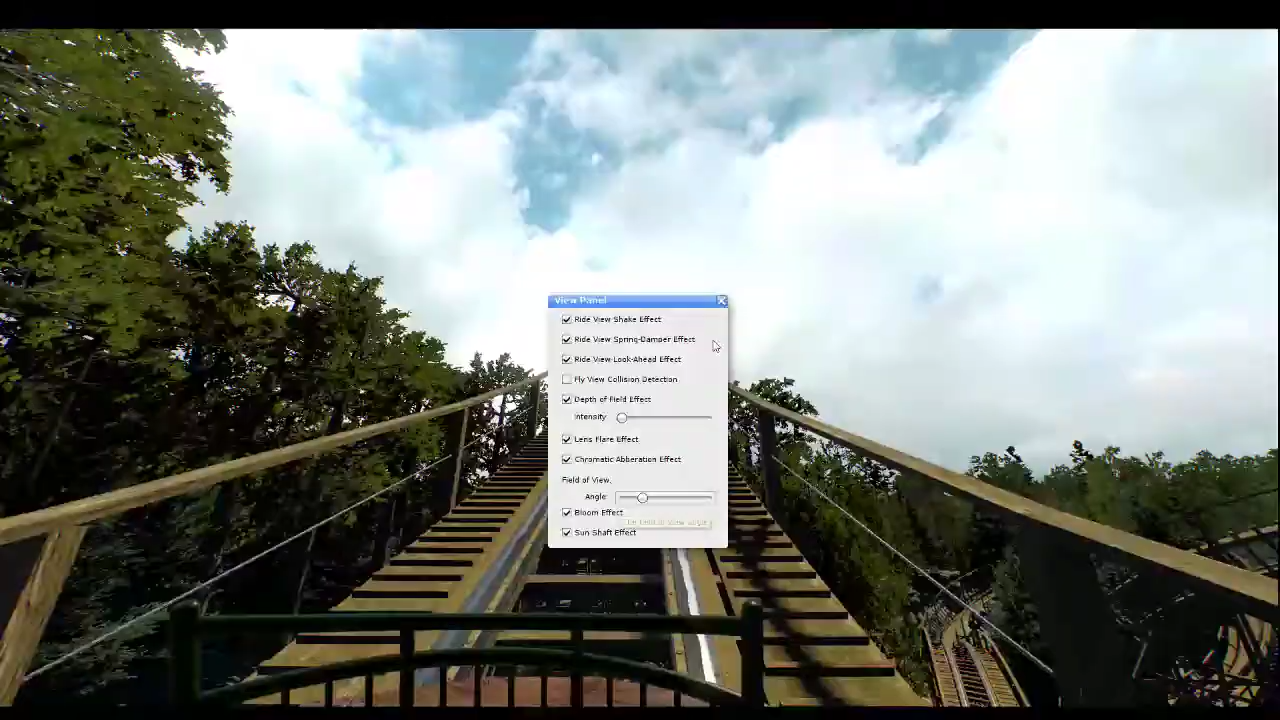 View Panel
Ride View Shake Effect
Ride View Spring-Damper Effect
Ride View Look-Ahead Effect
Fly View Collision Detection
Depth of Field Effect
Intensity
Lens Flare Effect
Chromatic Abberation Effect
Field of View
Angle
Bloom Effect
Sun Shaft Effect